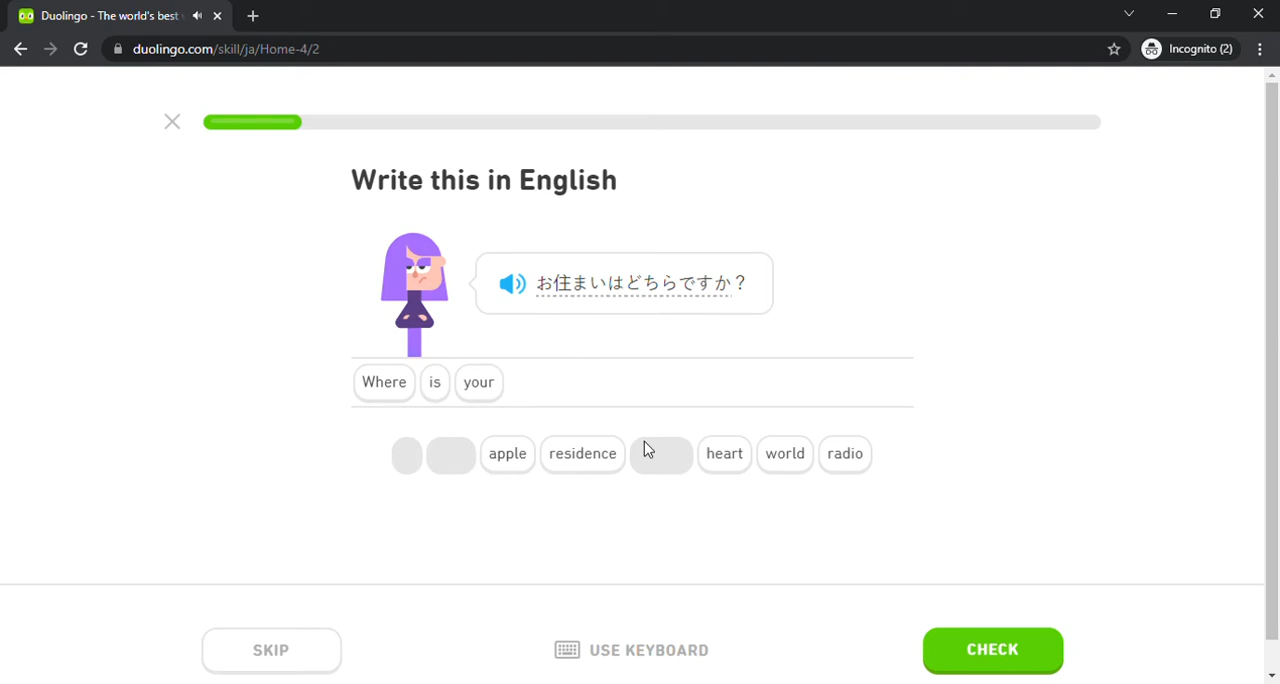 Duolingo - The world's best
duolingo.com/skill/ja/Home-4/2
Incognito (2)
Write this in English
お住まいはどちらですか？
Where is your
apple residence heart world radio
SKIP
USE KEYBOARD
CHECK